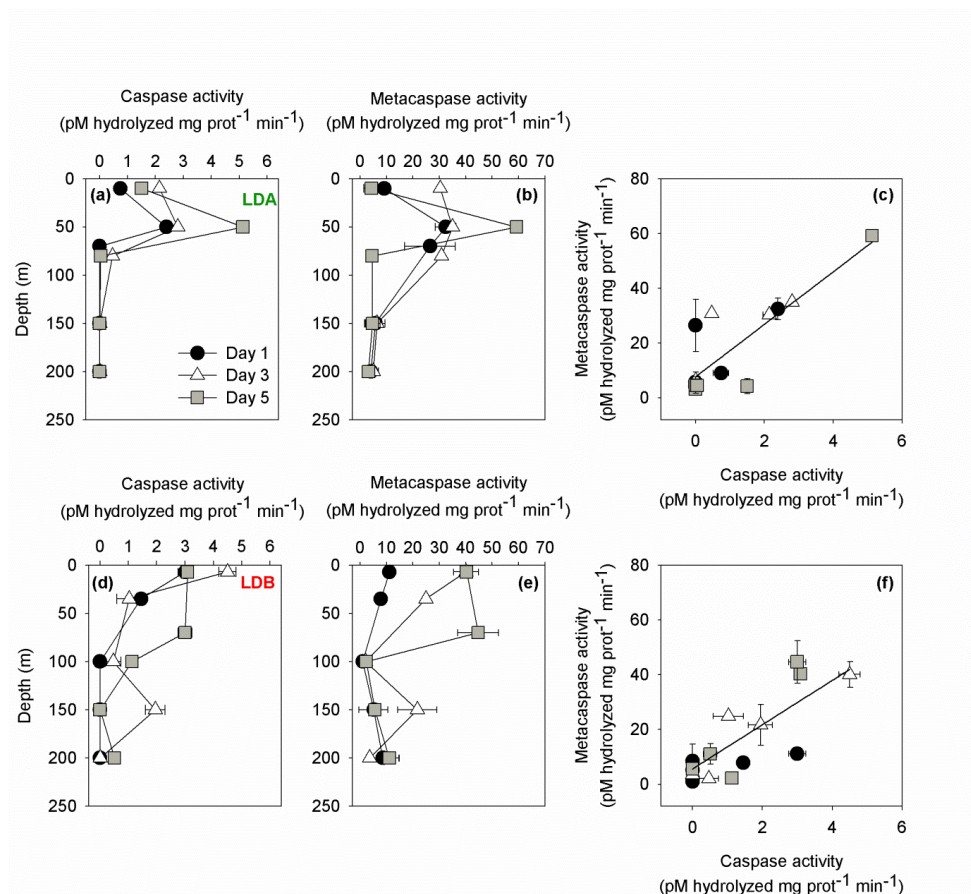 Caspase activity
(pM hydrolyzed mg prot-1 min-1)
Metacaspase activity
(pM hydrolyzed mg prot-1 min-1)
0 1 2 3 4 5 6
0 10 20 30 40 50 60 70
Depth (m)
0
50
100
150
200
250
(a)
LDA
Day 1
Day 3
Day 5
(b)
Metacaspase activity
(pM hydrolyzed mg prot-1 min-1)
80
60
40
20
0
(c)
0 2 4 6
Caspase activity
(pM hydrolyzed mg prot-1 min-1)
Caspase activity
(pM hydrolyzed mg prot-1 min-1)
Metacaspase activity
(pM hydrolyzed mg prot-1 min-1)
0 1 2 3 4 5 6
0 10 20 30 40 50 60 70
Depth (m)
0
50
100
150
200
250
(d)
LDB
(e)
Metacaspase activity
(pM hydrolyzed mg prot-1 min-1)
80
60
40
20
0
(f)
0 2 4 6
Caspase activity
(pM hydrolyzed mg prot-1 min-1)